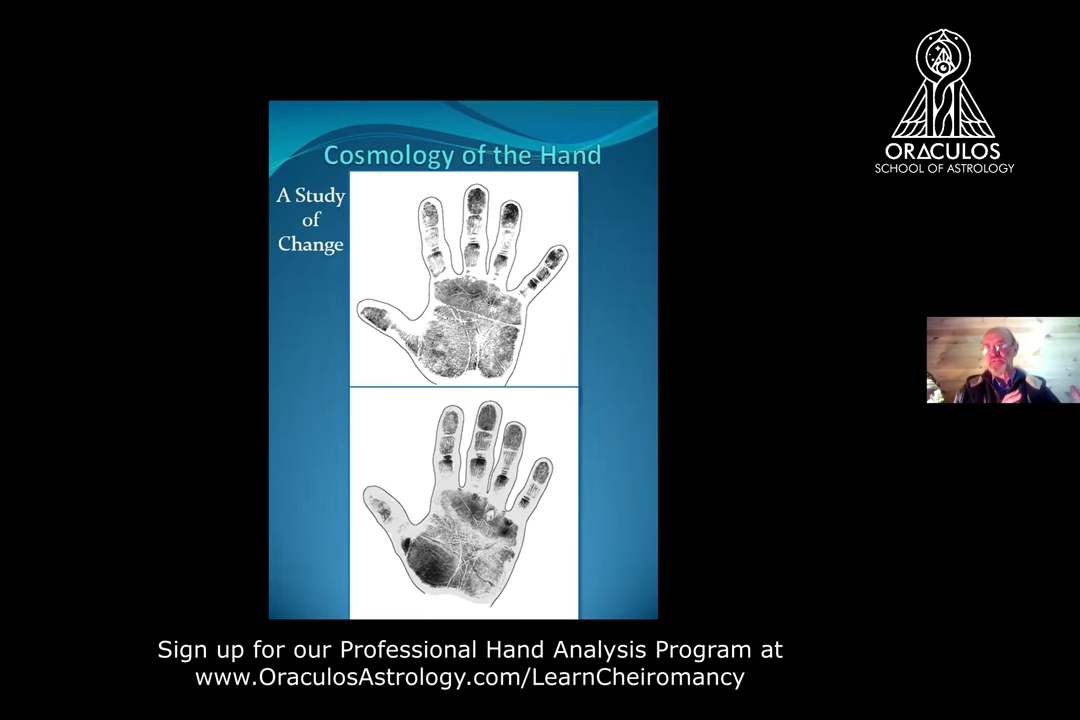 Cosmology of the Hand
A Study
of
Change
ORACULOS
SCHOOL OF ASTROLOGY
Sign up for our Professional Hand Analysis Program at
www.OraculosAstrology.com/LearnCheiromancy